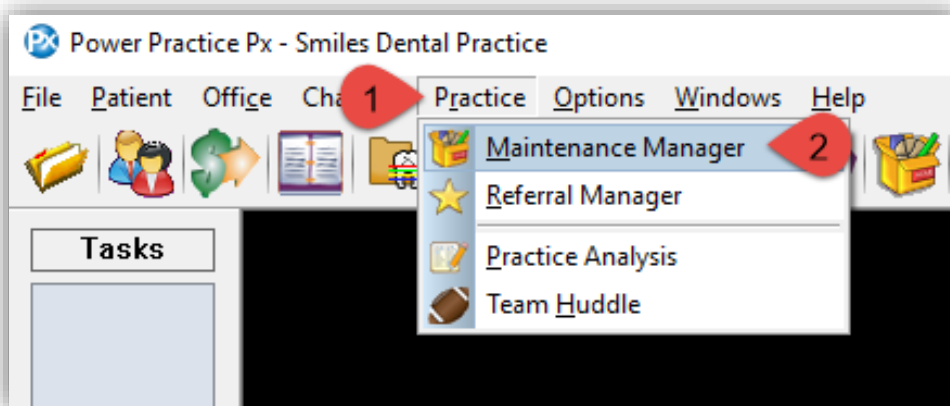 Px Power Practice Px - Smiles Dental Practice
File Patient Office Cha 1 Practice Options Windows Help
Maintenance Manager 2
Referral Manager
Tasks
Practice Analysis
Team Huddle